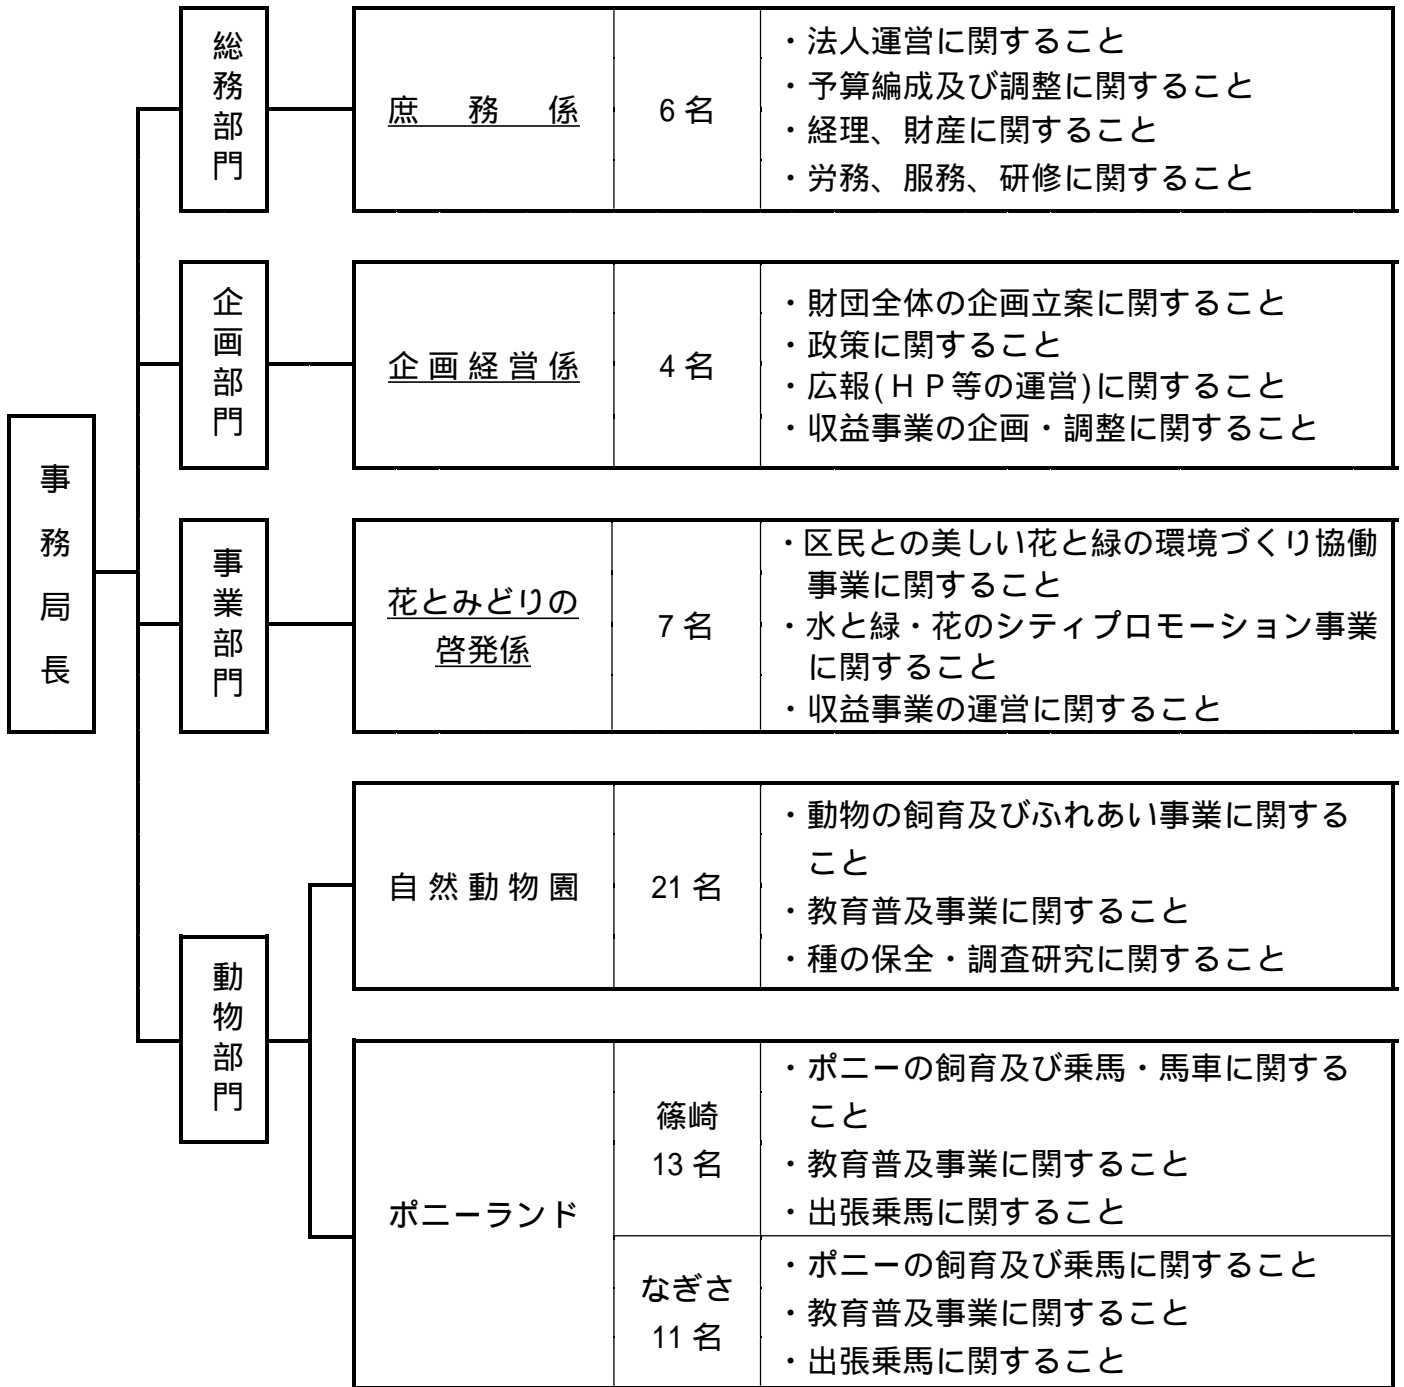 事務局長
総務部門
庶務係
6名
・法人運営に関すること
・予算編成及び調整に関すること
・経理、財産に関すること
・労務、服務、研修に関すること
企画部門
企画経営係
4名
・財団全体の企画立案に関すること
・政策に関すること
・広報(ＨＰ等の運営)に関すること
・収益事業の企画・調整に関すること
事業部門
花とみどりの
啓発係
7名
・区民との美しい花と緑の環境づくり協働
事業に関すること
・水と緑・花のシティプロモーション事業
に関すること
・収益事業の運営に関すること
動物部門
自然動物園
21名
・動物の飼育及びふれあい事業に関する
こと
・教育普及事業に関すること
・種の保全・調査研究に関すること
ポニーランド
篠崎
13名
・ポニーの飼育及び乗馬・馬車に関する
こと
・教育普及事業に関すること
・出張乗馬に関すること
なぎさ
11名
・ポニーの飼育及び乗馬に関すること
・教育普及事業に関すること
・出張乗馬に関すること